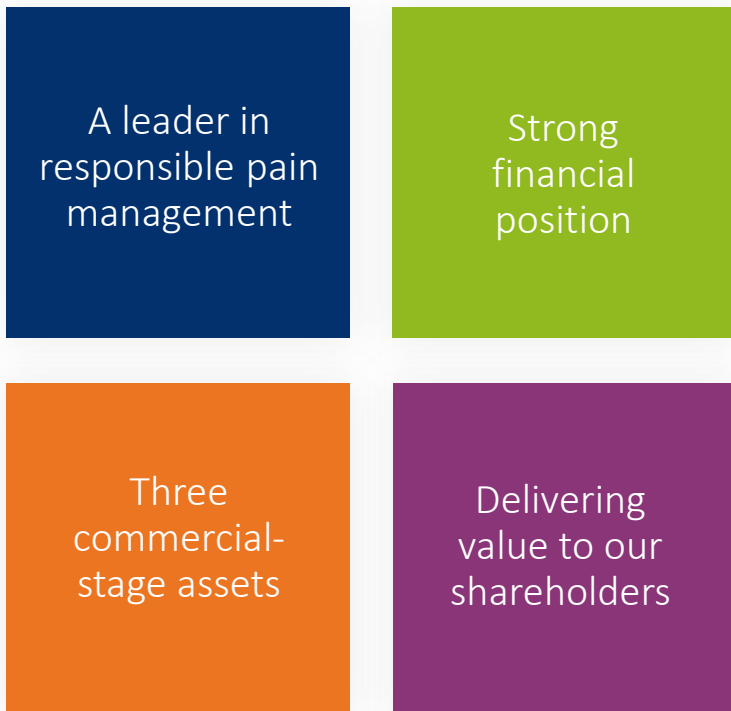 A leader in
responsible pain
management
Strong
financial
position
Three
commercial-
stage assets
Delivering
value to our
shareholders